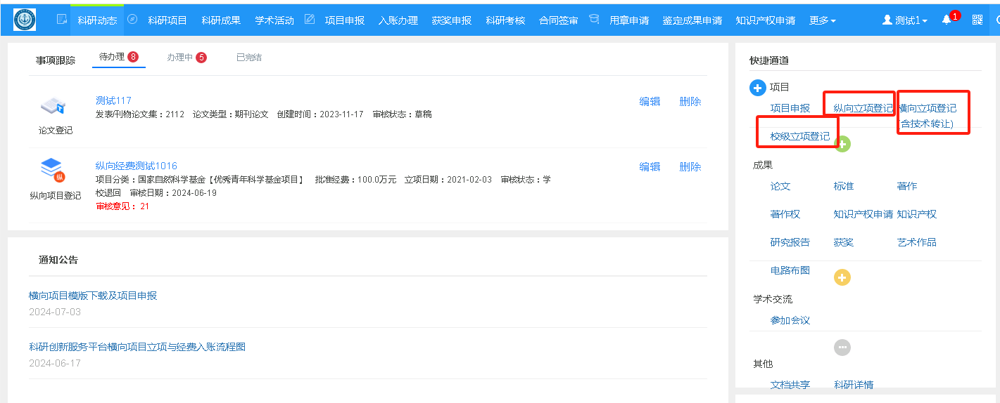 科研动态 科研项目 科研成果 学术活动 项目申报 入账办理 获奖申报 科研考核 合同签审 用章申请 鉴定成果申请 知识产权申请 更多 测试1 1
事项跟踪 待办理 8 办理中 5 已完结
测试117 编辑 删除
发表/刊物论文集：2112 论文类型：期刊论文 创建时间：2023-11-17 审核状态：草稿
论文登记
纵向经费测试1016 编辑 删除
项目分类：国家自然科学基金【优秀青年科学基金项目】 批准经费：100.0万元 立项日期：2021-02-03 审核状态：学
校退回 审核日期：2024-06-19
审核意见： 21
纵
纵向项目登记
通知公告
横向项目模版下载及项目申报
2024-07-03
科研创新服务平台横向项目立项与经费入账流程图
2024-06-17
快捷通道
项目
项目申报 纵向立项登记 横向立项登记
(含技术转让)
校级立项登记
成果
论文 标准 著作
著作权 知识产权申请 知识产权
研究报告 获奖 艺术作品
电路布图
学术交流
参加会议
其他
文档共享 科研详情